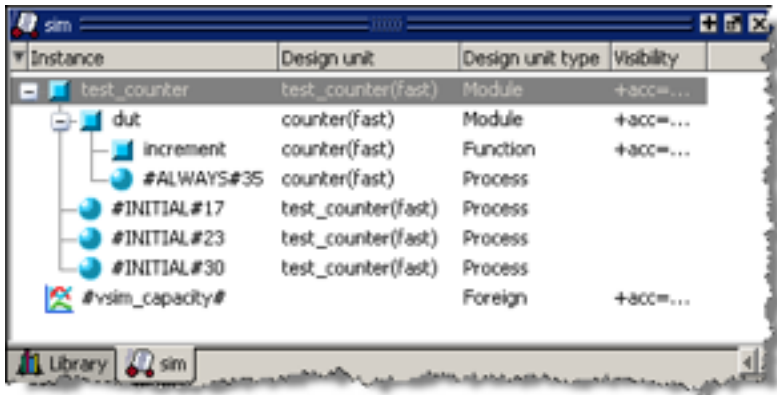 sim
Instance Design unit Design unit type Visibility
test_counter test_counter(fast) Module +acc=...
dut counter(fast) Module +acc=...
increment counter(fast) Function +acc=...
#ALWAYS#35 counter(fast) Process
#INITIAL#17 test_counter(fast) Process
#INITIAL#23 test_counter(fast) Process
#INITIAL#30 test_counter(fast) Process
#vsim_capacity# Foreign +acc=...
Library sim